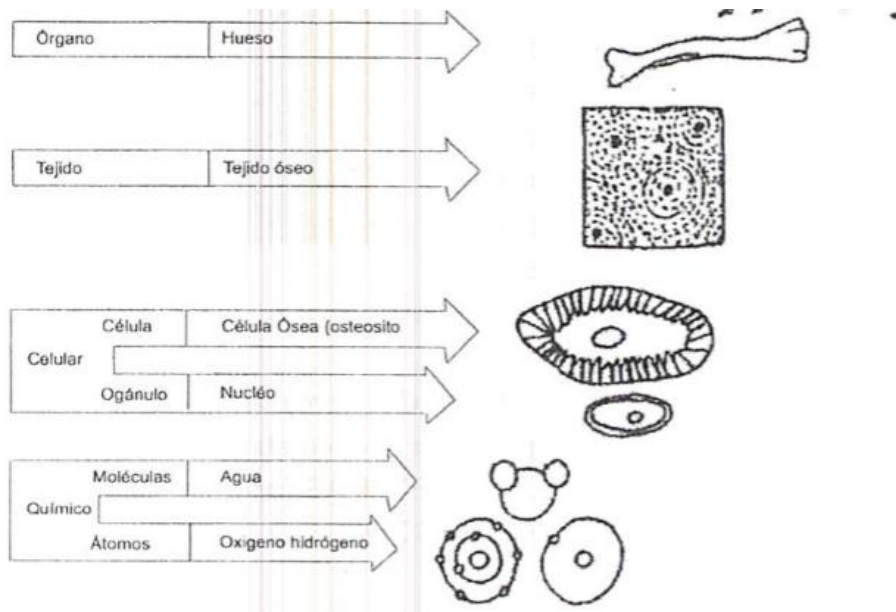 Órgano Hueso
Tejido Tejido óseo
Célula Célula Ósea (osteosito
Celular
Ogánulo Nucléo
Moléculas Agua
Químico
Átomos Oxigeno hidrógeno